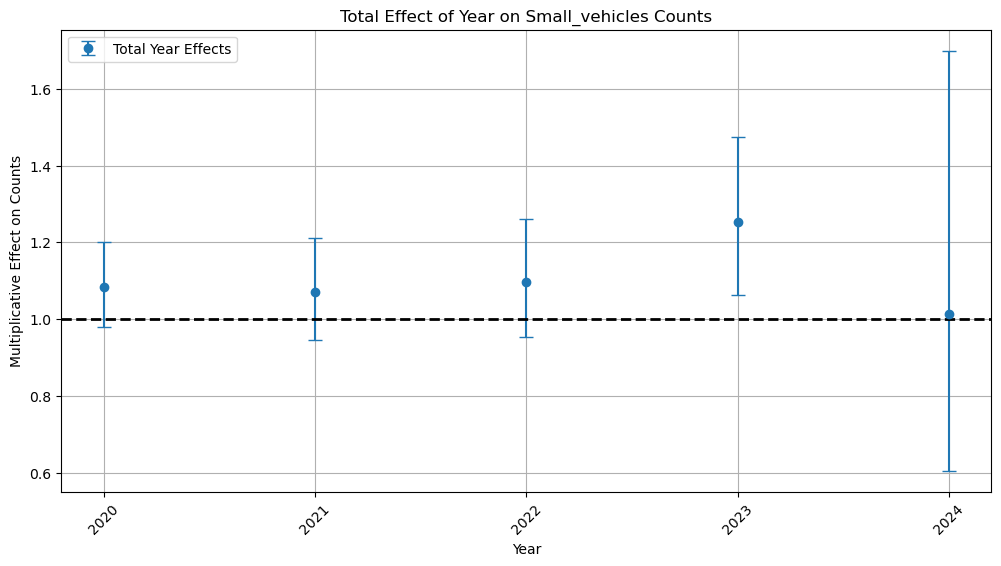 Total Effect of Year on Small_vehicles Counts
Total Year Effects
Multiplicative Effect on Counts
1.6
1.4
1.2
1.0
0.8
0.6
2020
2021
2022
2023
2024
Year